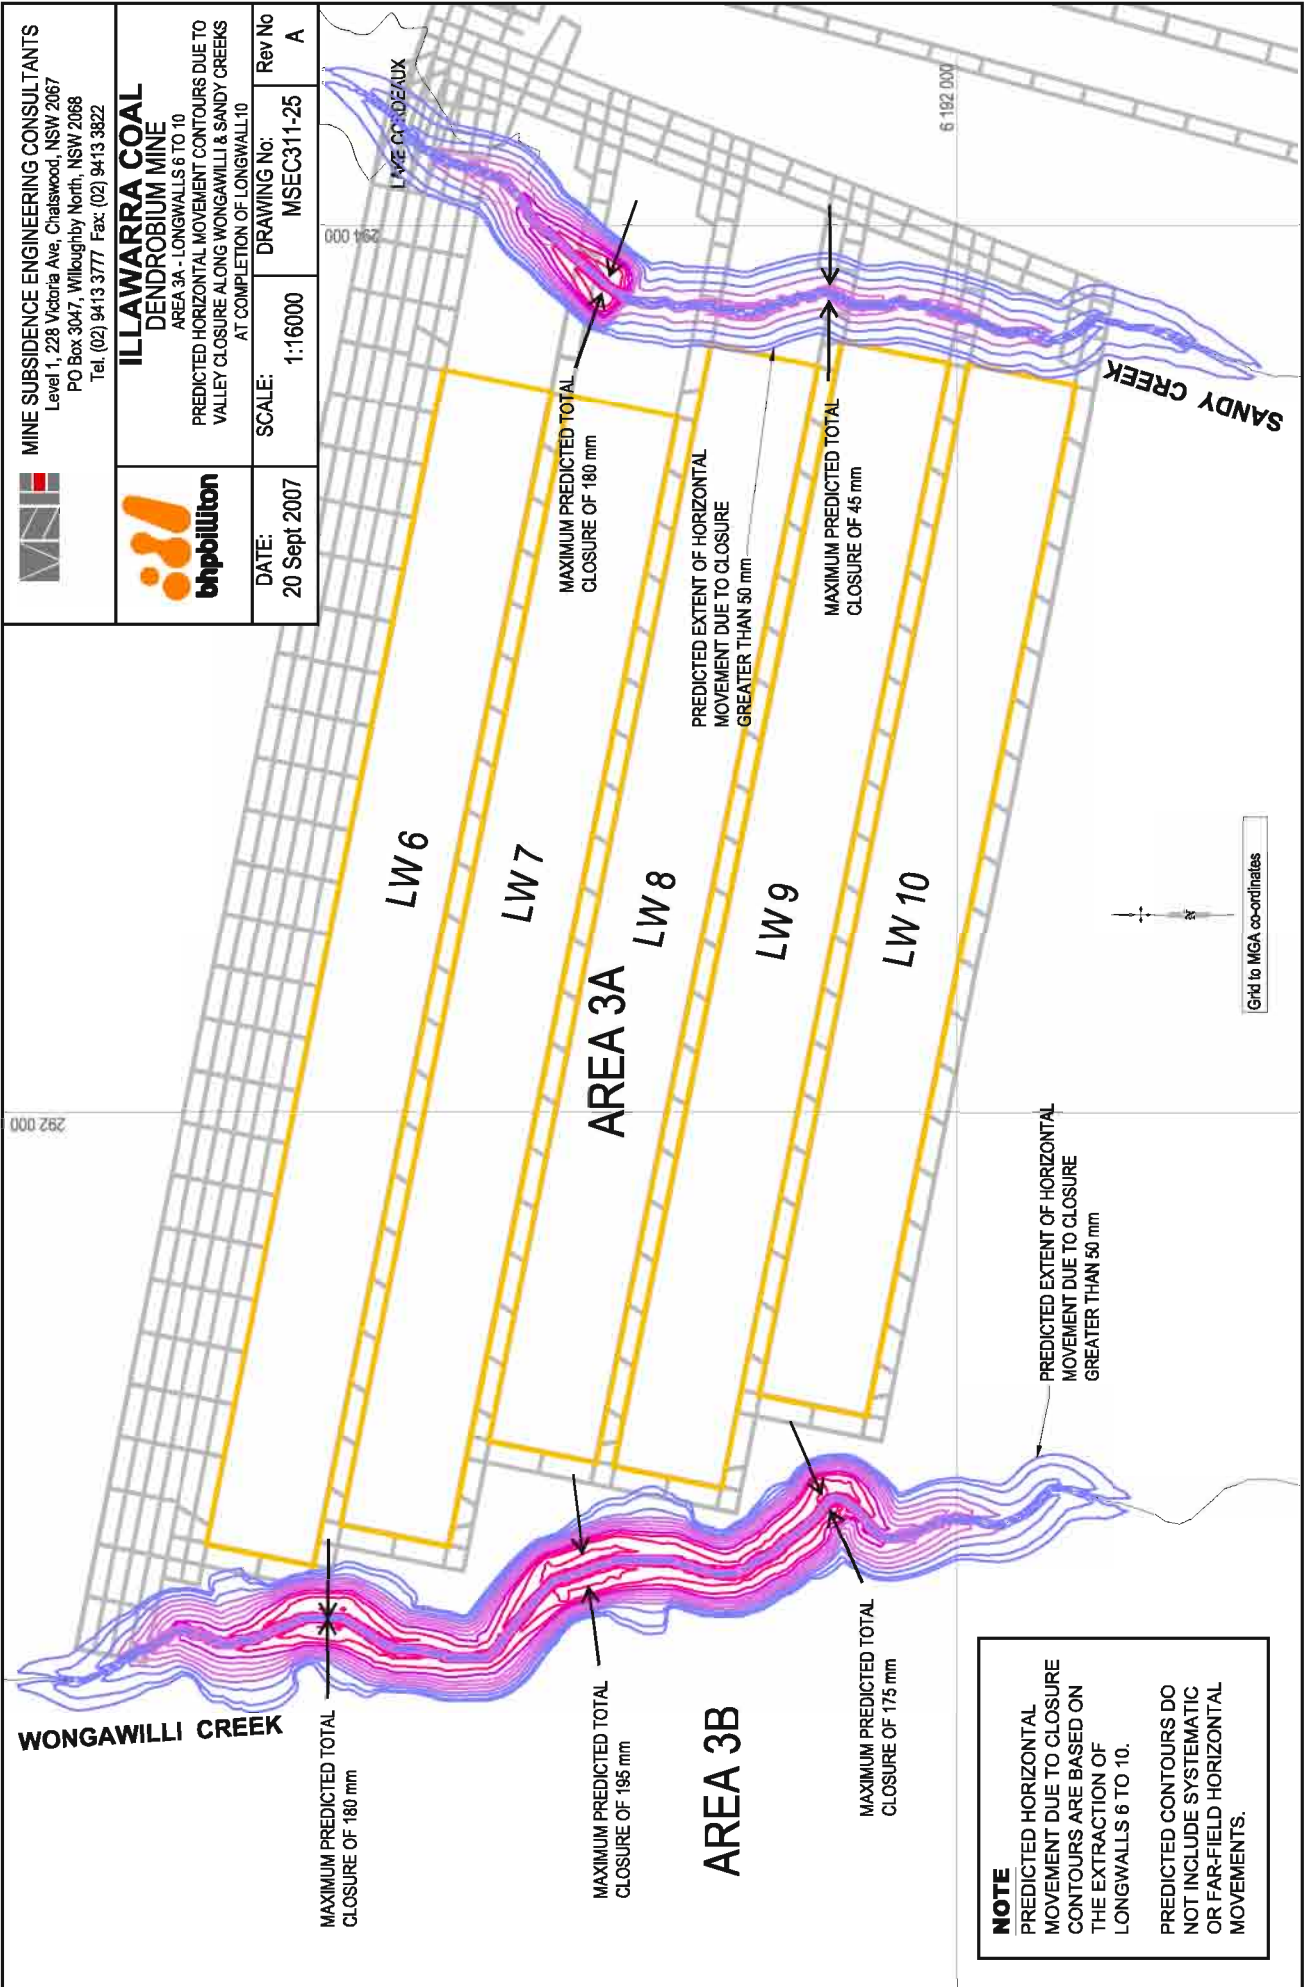 MINE SUBSIDENCE ENGINEERING CONSULTANTS
Level 1, 228 Victoria Ave, Chatswood, NSW 2067
PO Box 3047, Willoughby North, NSW 2068
Tel. (02) 9413 3777 Fax: (02) 9413 3822
bhpbilliton
ILLAWARRA COAL
DENDROBIUM MINE
AREA 3A - LONGWALLS 6 TO 10
PREDICTED HORIZONTAL MOVEMENT CONTOURS DUE TO
VALLEY CLOSURE ALONG WONGAWILLI & SANDY CREEKS
AT COMPLETION OF LONGWALL 10
DATE:
20 Sept 2007
SCALE:
1:16000
DRAWING No:
MSEC311-25
Rev No
A
LAKE CORDEAUX
294 000
292 000
6 192 000
WONGAWILLI CREEK
SANDY CREEK
LW 6
LW 7
LW 8
LW 9
LW 10
AREA 3A
AREA 3B
MAXIMUM PREDICTED TOTAL
CLOSURE OF 180 mm
MAXIMUM PREDICTED TOTAL
CLOSURE OF 195 mm
MAXIMUM PREDICTED TOTAL
CLOSURE OF 175 mm
MAXIMUM PREDICTED TOTAL
CLOSURE OF 180 mm
PREDICTED EXTENT OF HORIZONTAL
MOVEMENT DUE TO CLOSURE
GREATER THAN 50 mm
MAXIMUM PREDICTED TOTAL
CLOSURE OF 45 mm
PREDICTED EXTENT OF HORIZONTAL
MOVEMENT DUE TO CLOSURE
GREATER THAN 50 mm
N
Grid to MGA co-ordinates
NOTE
PREDICTED HORIZONTAL
MOVEMENT DUE TO CLOSURE
CONTOURS ARE BASED ON
THE EXTRACTION OF
LONGWALLS 6 TO 10.
PREDICTED CONTOURS DO
NOT INCLUDE SYSTEMATIC
OR FAR-FIELD HORIZONTAL
MOVEMENTS.